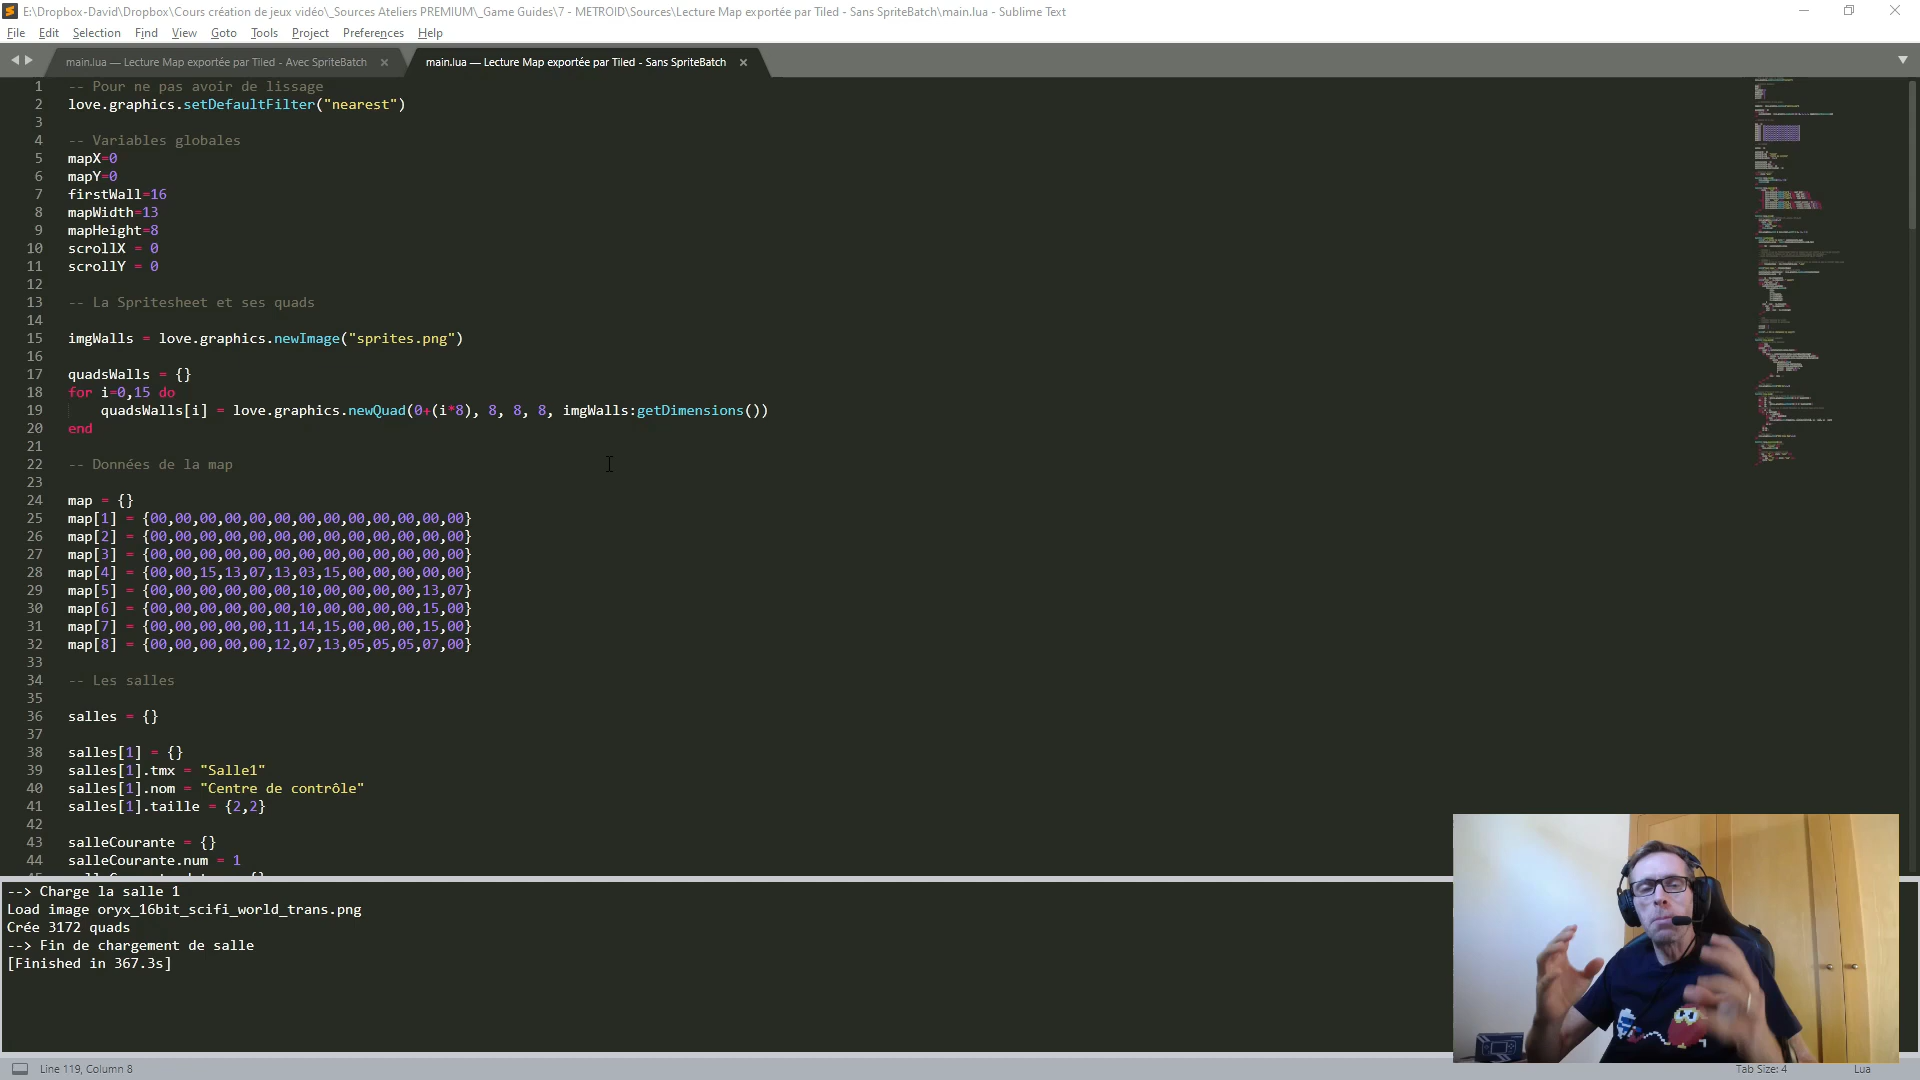 E:\Dropbox-David\Dropbox\Cours création de jeux vidéo\_Sources Ateliers PREMIUM\_Game Guides\7 - METROID\Sources\Lecture Map exportée par Tiled - Sans SpriteBatch\main.lua - Sublime Text
File Edit Selection Find View Goto Tools Project Preferences Help
main.lua — Lecture Map exportée par Tiled - Avec SpriteBatch
main.lua — Lecture Map exportée par Tiled - Sans SpriteBatch
1 -- Pour ne pas avoir de lissage
2 love.graphics.setDefaultFilter("nearest")
3
4 -- Variables globales
5 mapX=0
6 mapY=0
7 firstWall=16
8 mapWidth=13
9 mapHeight=8
10 scrollX = 0
11 scrollY = 0
12
13 -- La Spritesheet et ses quads
14
15 imgWalls = love.graphics.newImage("sprites.png")
16
17 quadsWalls = {}
18 for i=0,15 do
19 quadsWalls[i] = love.graphics.newQuad(0+(i*8), 8, 8, 8, imgWalls:getDimensions())
20 end
21
22 -- Données de la map
23
24 map = {}
25 map[1] = {00,00,00,00,00,00,00,00,00,00,00,00,00}
26 map[2] = {00,00,00,00,00,00,00,00,00,00,00,00,00}
27 map[3] = {00,00,00,00,00,00,00,00,00,00,00,00,00}
28 map[4] = {00,00,15,13,07,13,03,15,00,00,00,00,00}
29 map[5] = {00,00,00,00,00,00,10,00,00,00,00,13,07}
30 map[6] = {00,00,00,00,00,00,10,00,00,00,00,15,00}
31 map[7] = {00,00,00,00,00,11,14,15,00,00,00,15,00}
32 map[8] = {00,00,00,00,00,12,07,13,05,05,05,07,00}
33
34 -- Les salles
35
36 salles = {}
37
38 salles[1] = {}
39 salles[1].tmx = "Salle1"
40 salles[1].nom = "Centre de contrôle"
41 salles[1].taille = {2,2}
42
43 salleCourante = {}
44 salleCourante.num = 1
--> Charge la salle 1
Load image oryx_16bit_scifi_world_trans.png
Crée 3172 quads
--> Fin de chargement de salle
[Finished in 367.3s]
Line 119, Column 8
Tab Size: 4
Lua